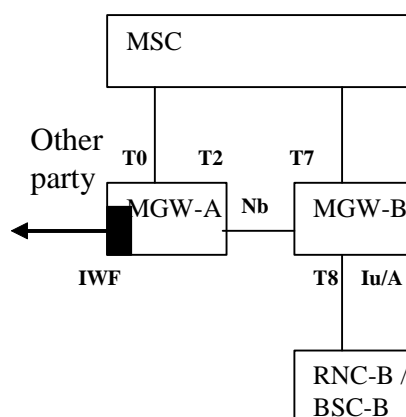 MSC
Other
party
T0 T2 T7
MGW-A Nb MGW-B
IWF T8 Iu/A
RNC-B /
BSC-B